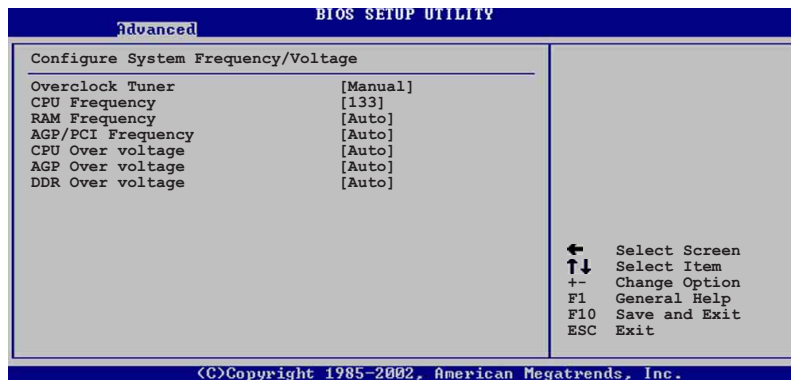 BIOS SETUP UTILITY
Advanced
Configure System Frequency/Voltage
Overclock Tuner [Manual]
CPU Frequency [133]
RAM Frequency [Auto]
AGP/PCI Frequency [Auto]
CPU Over voltage [Auto]
AGP Over voltage [Auto]
DDR Over voltage [Auto]
← Select Screen
↑↓ Select Item
+- Change Option
F1 General Help
F10 Save and Exit
ESC Exit
(C)Copyright 1985-2002, American Megatrends, Inc.